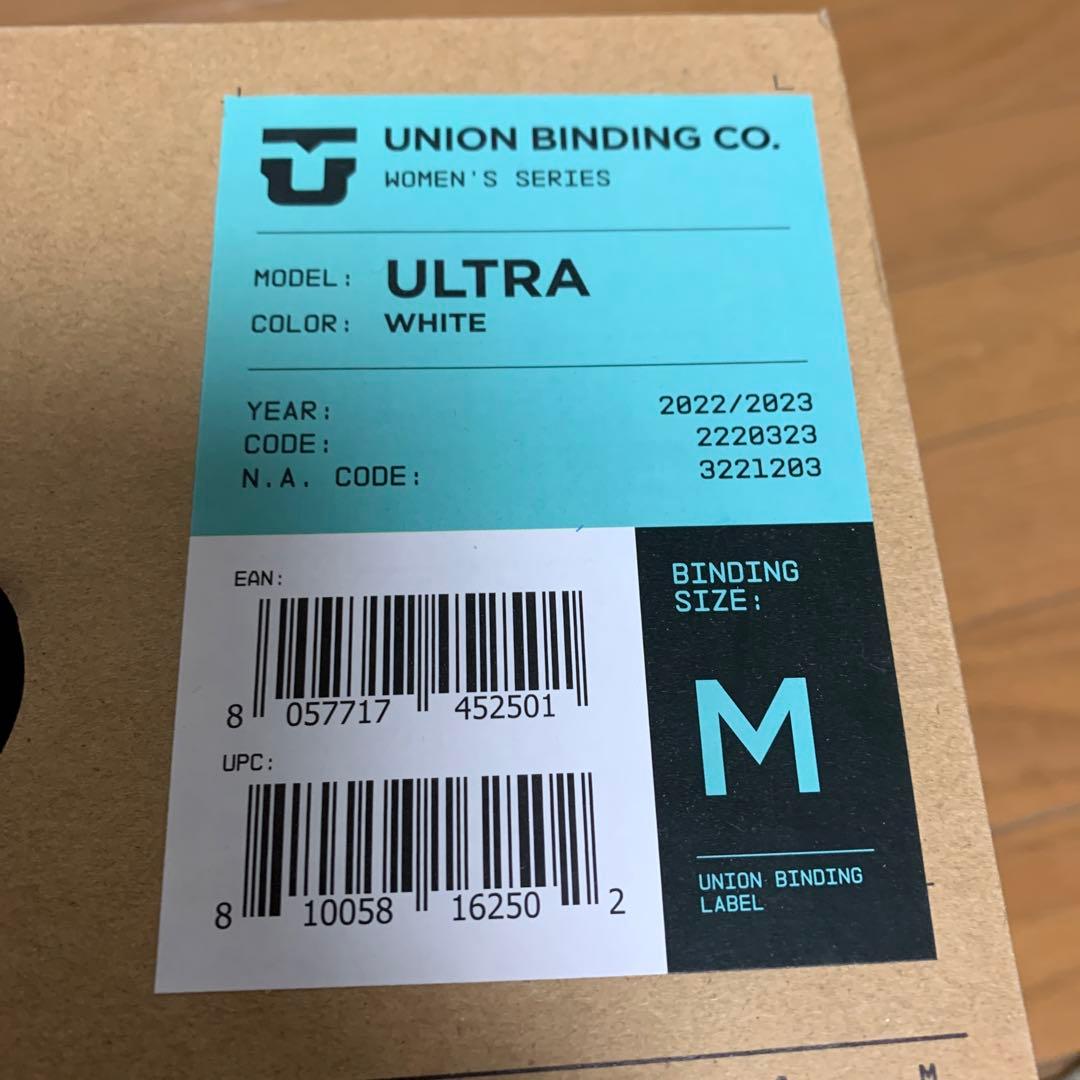 UNION BINDING CO.
WOMEN'S SERIES
MODEL: ULTRA
COLOR: WHITE
YEAR: 2022/2023
CODE: 2220323
N.A. CODE: 3221203
EAN:
8 057717 452501
UPC:
8 10058 16250 2
BINDING
SIZE:
M
UNION BINDING
LABEL
M